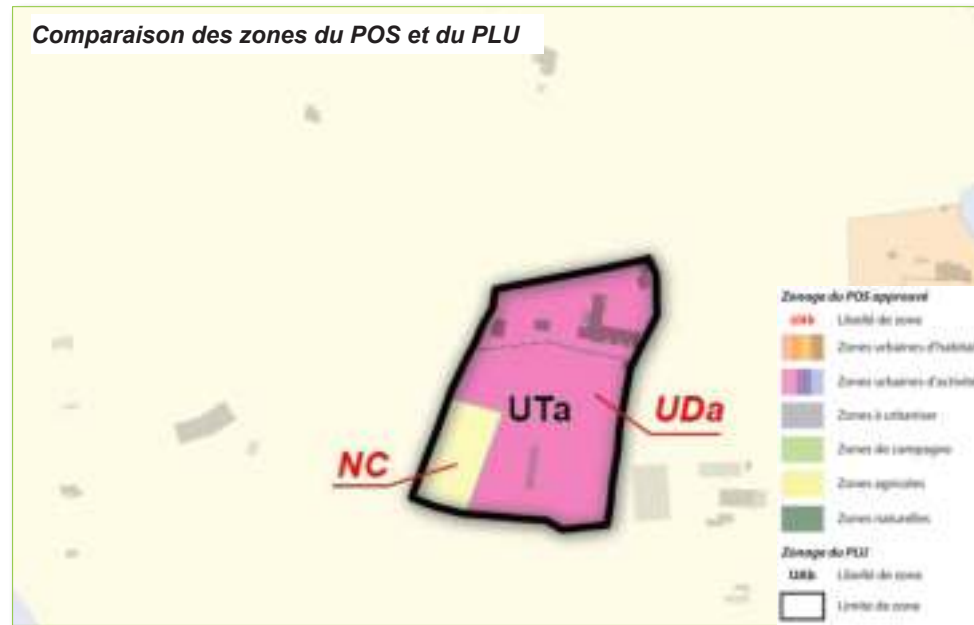 Comparaison des zones du POS et du PLU
UTa
UDa
NC
Zonage du POS approuvé
UAb Libellé de zone
Zones urbaines d'habitat
Zones urbaines d'activité
Zones à urbaniser
Zones de campagne
Zones agricoles
Zones naturelles
Zonage du PLU
UAb Libellé de zone
Limite de zone